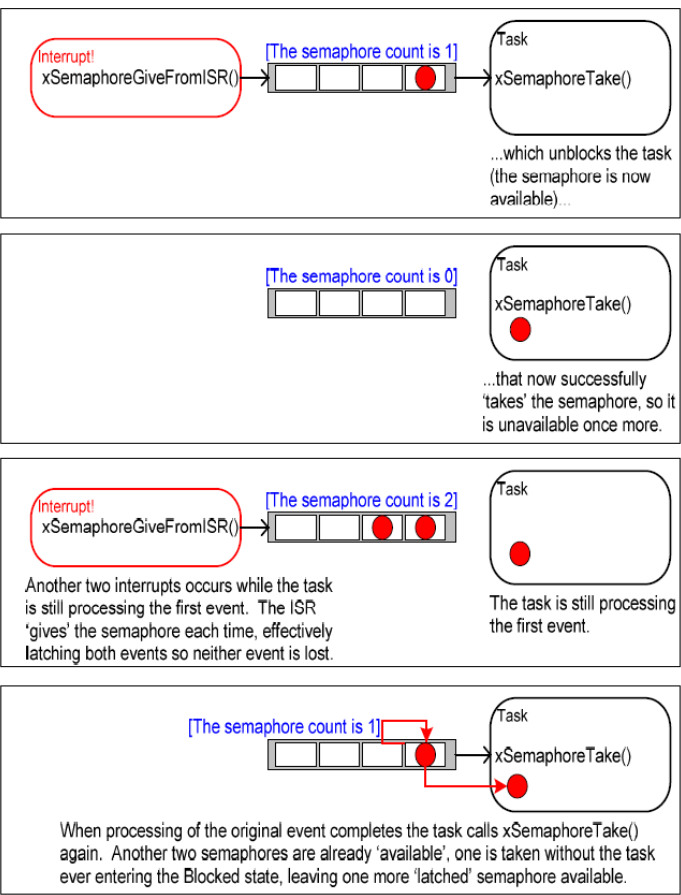 Interrupt!
xSemaphoreGiveFromISR()
[The semaphore count is 1]
Task
xSemaphoreTake()
...which unblocks the task
(the semaphore is now
available)...
[The semaphore count is 0]
Task
xSemaphoreTake()
...that now successfully
'takes' the semaphore, so it
is unavailable once more.
Interrupt!
xSemaphoreGiveFromISR()
[The semaphore count is 2]
Task
Another two interrupts occurs while the task
is still processing the first event. The ISR
'gives' the semaphore each time, effectively
latching both events so neither event is lost.
The task is still processing
the first event.
[The semaphore count is 1]
Task
xSemaphoreTake()
When processing of the original event completes the task calls xSemaphoreTake()
again. Another two semaphores are already 'available', one is taken without the task
ever entering the Blocked state, leaving one more 'latched' semaphore available.